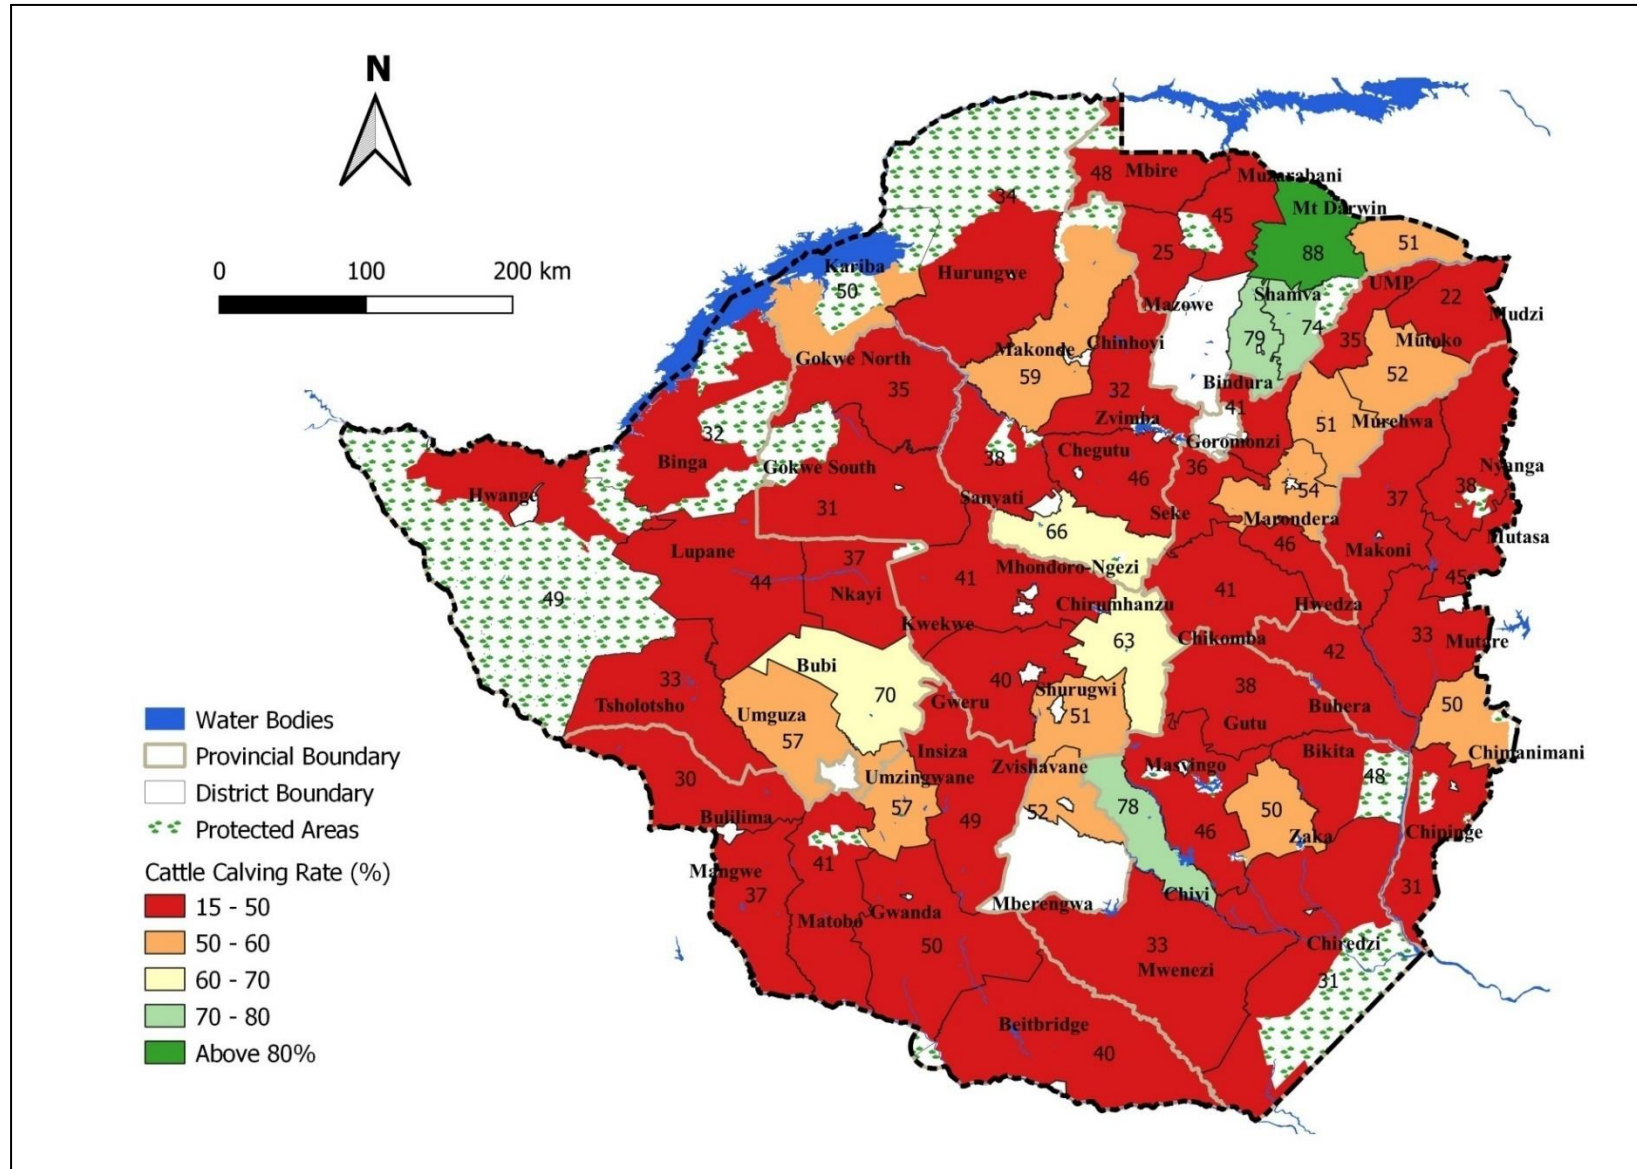 N
0 100 200 km
48
Mbire
Muzarabani
34
45
Mt Darwin
51
Kariba
Hurungwe
25
88
50
UMP
Mazowe
Shamva
22
Mudzi
Gokwe North
Makonde
Chinhoyi
79
74
35
Mutoko
59
32
52
35
Bindura
41
Zvimba
51
Murehwa
32
Binga
Gokwe South
38
Chegutu
Goromonzi
36
46
Nyanga
38
Hwange
54
37
31
Sanyati
Seke
Marondera
66
46
Makoni
Mutasa
Lupane
37
44
Nkayi
41
Mhondoro-Ngezi
45
49
Chirumhanzu
41
Hwedza
Kwekwe
63
Chikomba
33
Mutare
42
33
Bubi
40
38
Tsholotsho
70
Gweru
Shurugwi
Buhera
50
Umguza
51
Gutu
57
Insiza
Bikita
Chimanimani
Water Bodies
Provincial Boundary
District Boundary
Protected Areas
30
Umzingwane
Zvishavane
Masvingo
48
57
52
78
50
Bulilima
49
46
Zaka
Chipinge
Cattle Calving Rate (%)
Mangwe
41
37
31
15 - 50
50 - 60
60 - 70
70 - 80
Above 80%
Matobo
Gwanda
Mberengwa
Chivi
50
33
Mwenezi
Chiredzi
31
Beitbridge
40